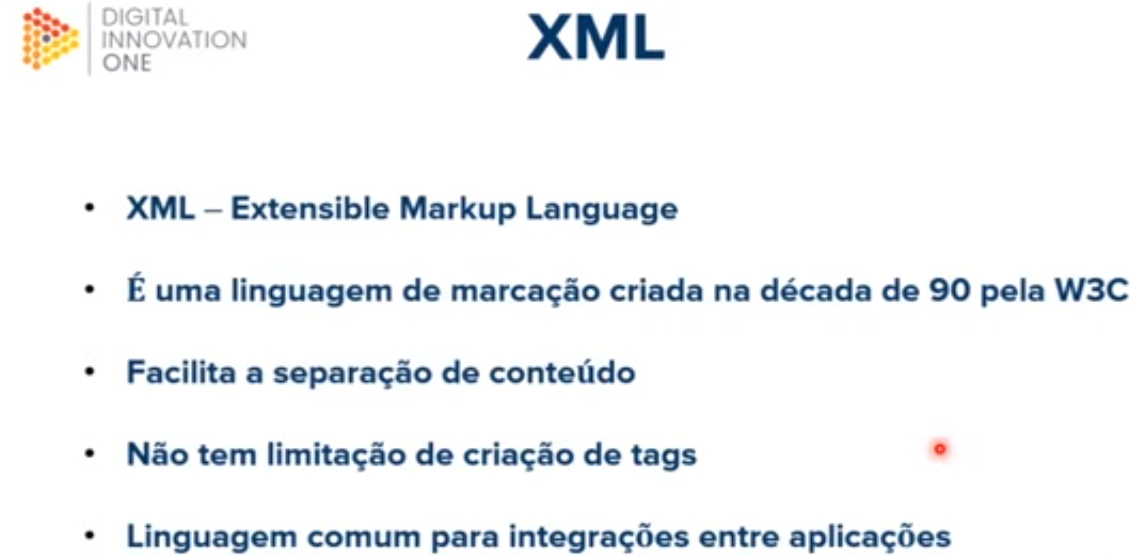 DIGITAL
INNOVATION
ONE
XML
• XML – Extensible Markup Language
• É uma linguagem de marcação criada na década de 90 pela W3C
• Facilita a separação de conteúdo
• Não tem limitação de criação de tags
• Linguagem comum para integrações entre aplicações